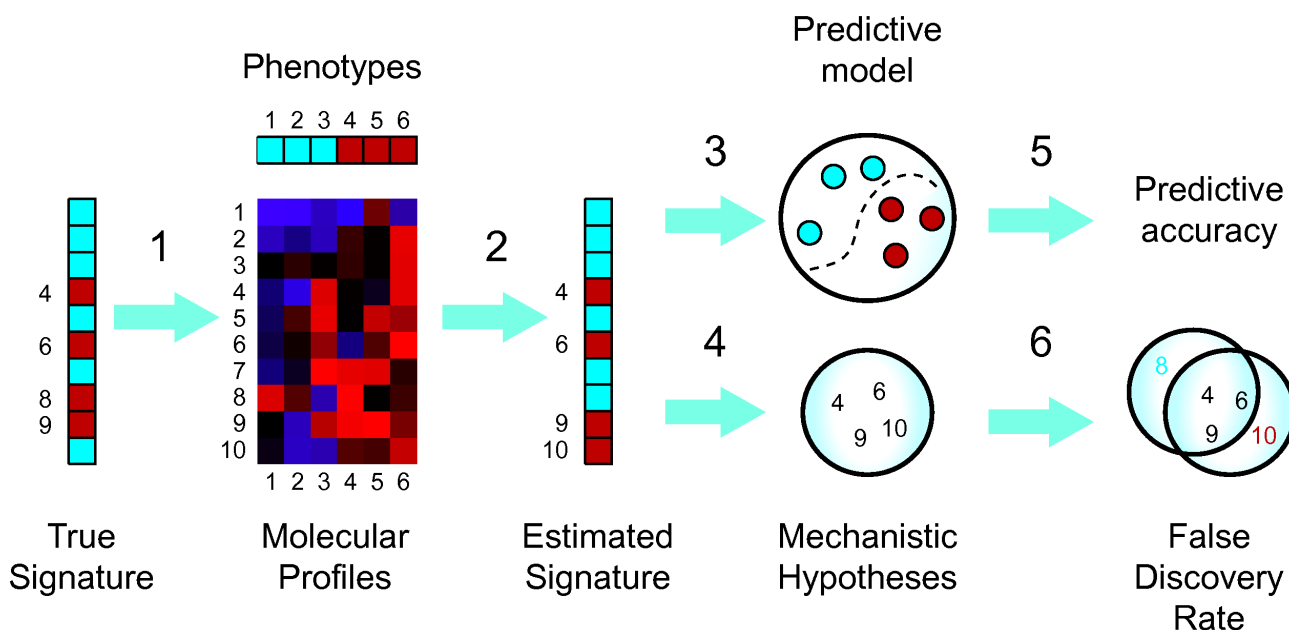 Phenotypes
1 2 3 4 5 6
Predictive
model
1
2
3
4
5
6
4
6
8
9
1
2
3
4
5
6
7
8
9
10
1 2 3 4 5 6
4
6
9
10
4 6
9 10
Predictive
accuracy
8
4 6
9 10
True
Signature
Molecular
Profiles
Estimated
Signature
Mechanistic
Hypotheses
False
Discovery
Rate